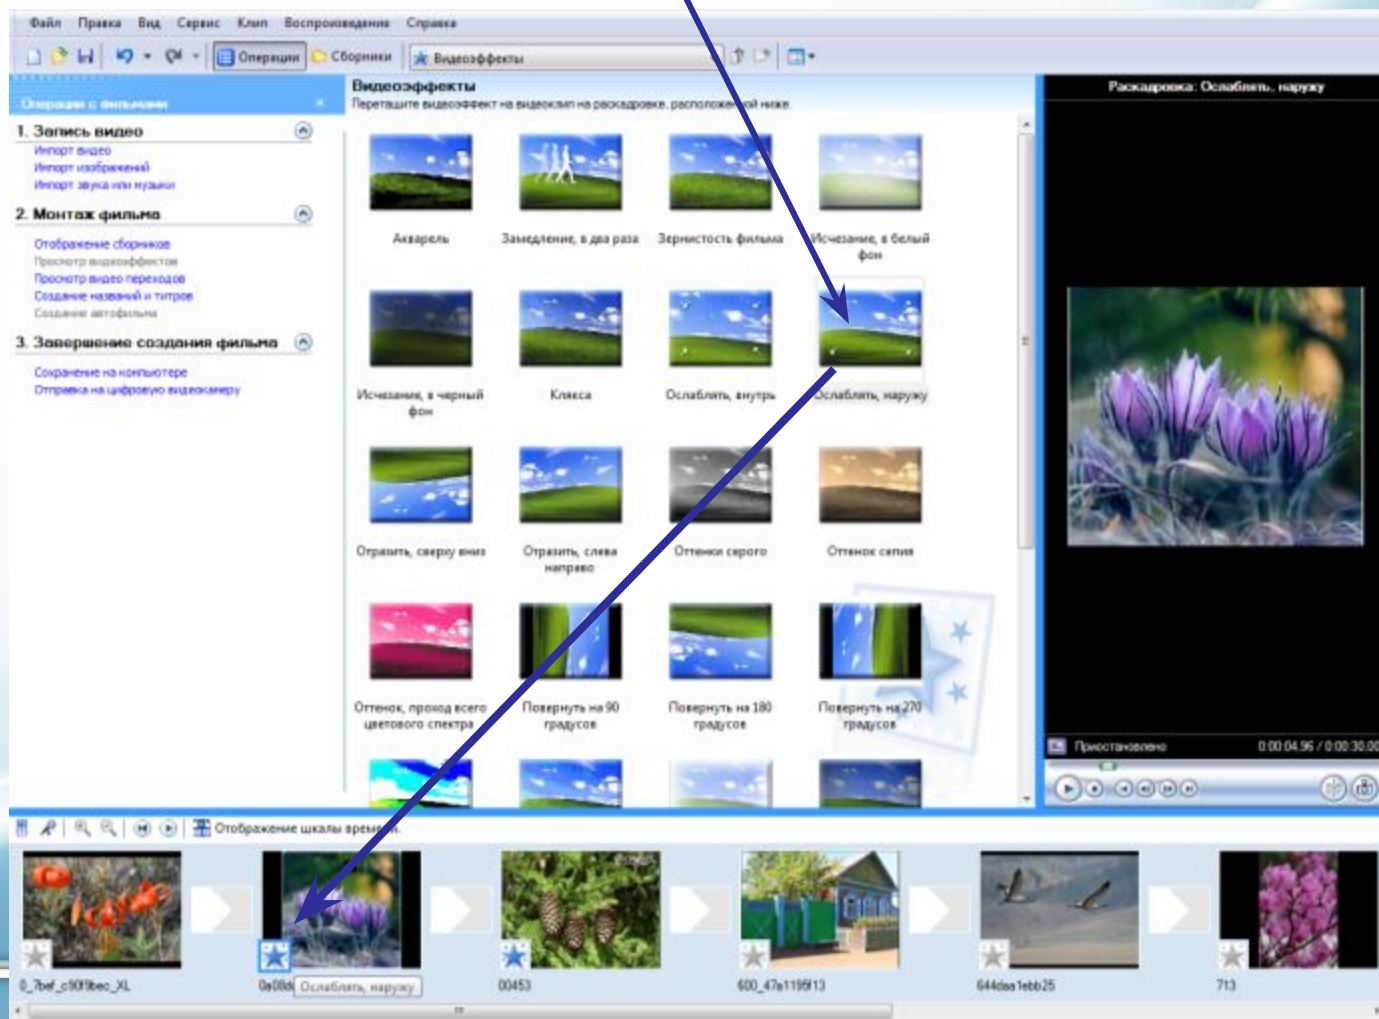 Файл Правка Вид Сервис Клип Воспроизведение Справка
Операции Сборники Видеоэффекты
Операции с фильмами
1. Запись видео
Импорт видео
Импорт изображений
Импорт звука или музыки
2. Монтаж фильма
Отображение сборников
Просмотр видеоэффектов
Просмотр видео переходов
Создание названий и титров
Создание автофильма
3. Завершение создания фильма
Сохранение на компьютере
Отправка на цифровую видеокамеру
Видеоэффекты
Перетащите видеоэффект на видеоклип на раскадровке, расположенной ниже.
Акварель
Замедление, в два раза
Зернистость фильма
Исчезание, в белый
фон
Исчезание, в черный
фон
Клякса
Ослаблять, внутрь
Ослаблять, наружу
Отразить, сверху вниз
Отразить, слева
направо
Оттенки серого
Оттенок сепия
Оттенок, проход всего
цветового спектра
Повернуть на 90
градусов
Повернуть на 180
градусов
Повернуть на 270
градусов
Раскадровка: Ослаблять, наружу
Приостановлено 0:00:04.96 / 0:00:30.00
Отображение шкалы времени.
0_7bef_c90f9bec_XL
Ослаблять, наружу
00453
600_47e1195f13
644daa1ebb25
713